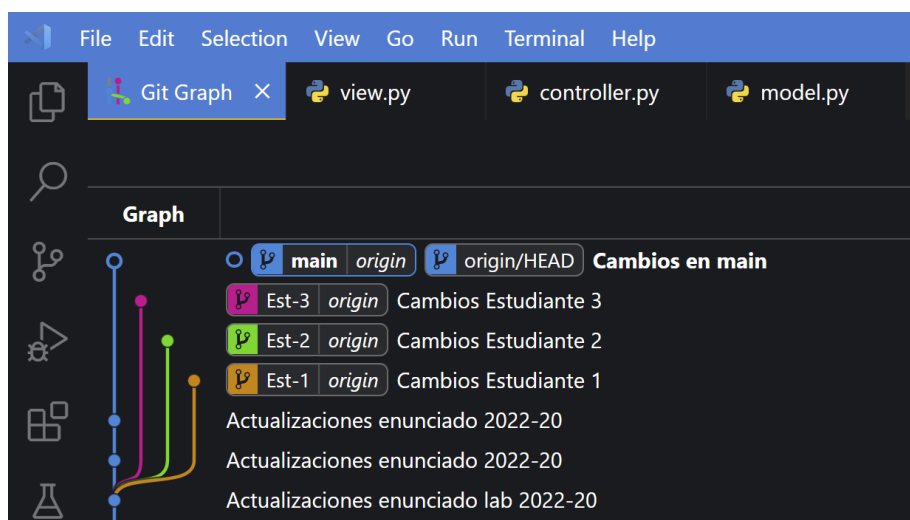 File Edit Selection View Go Run Terminal Help
Git Graph view.py controller.py model.py
Graph
main origin origin/HEAD Cambios en main
Est-3 origin Cambios Estudiante 3
Est-2 origin Cambios Estudiante 2
Est-1 origin Cambios Estudiante 1
Actualizaciones enunciado 2022-20
Actualizaciones enunciado 2022-20
Actualizaciones enunciado lab 2022-20